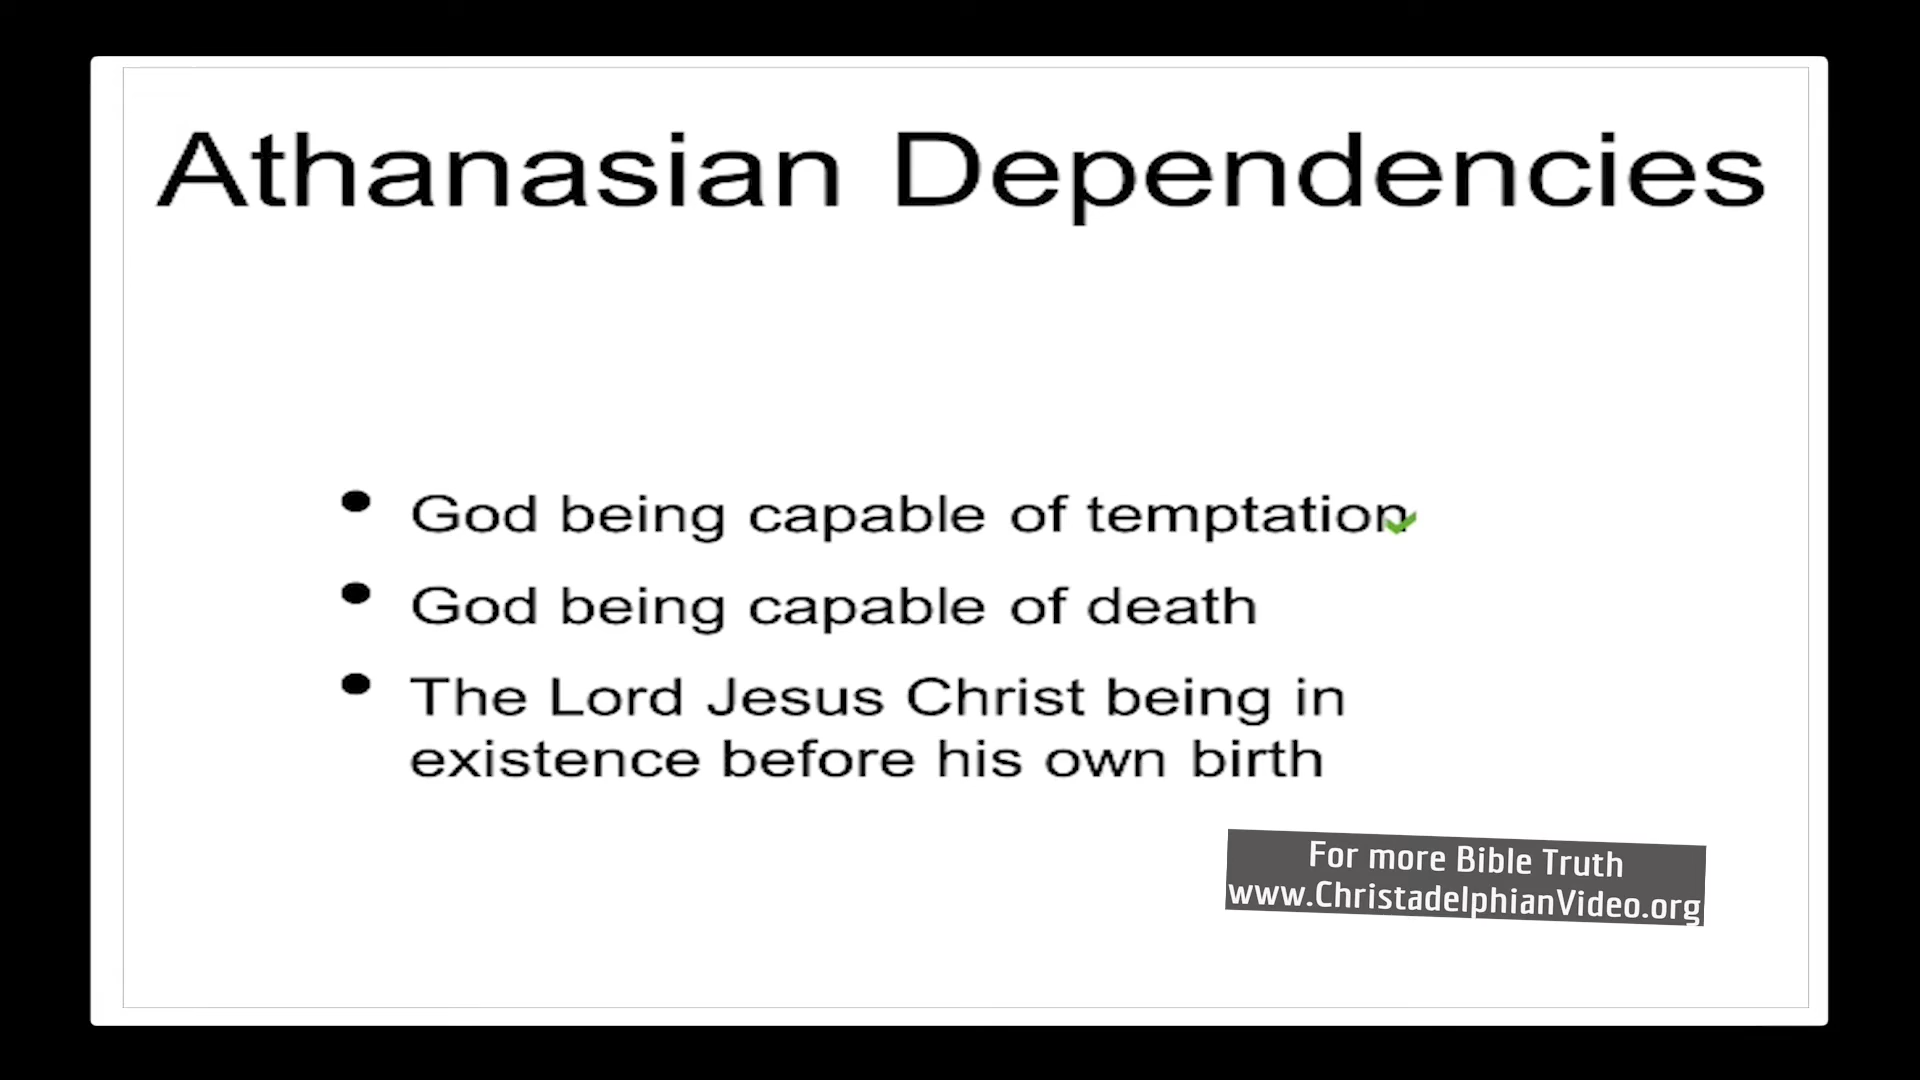 Athanasian Dependencies
• God being capable of temptation
• God being capable of death
• The Lord Jesus Christ being in
existence before his own birth
For more Bible Truth
www.ChristadelphianVideo.org